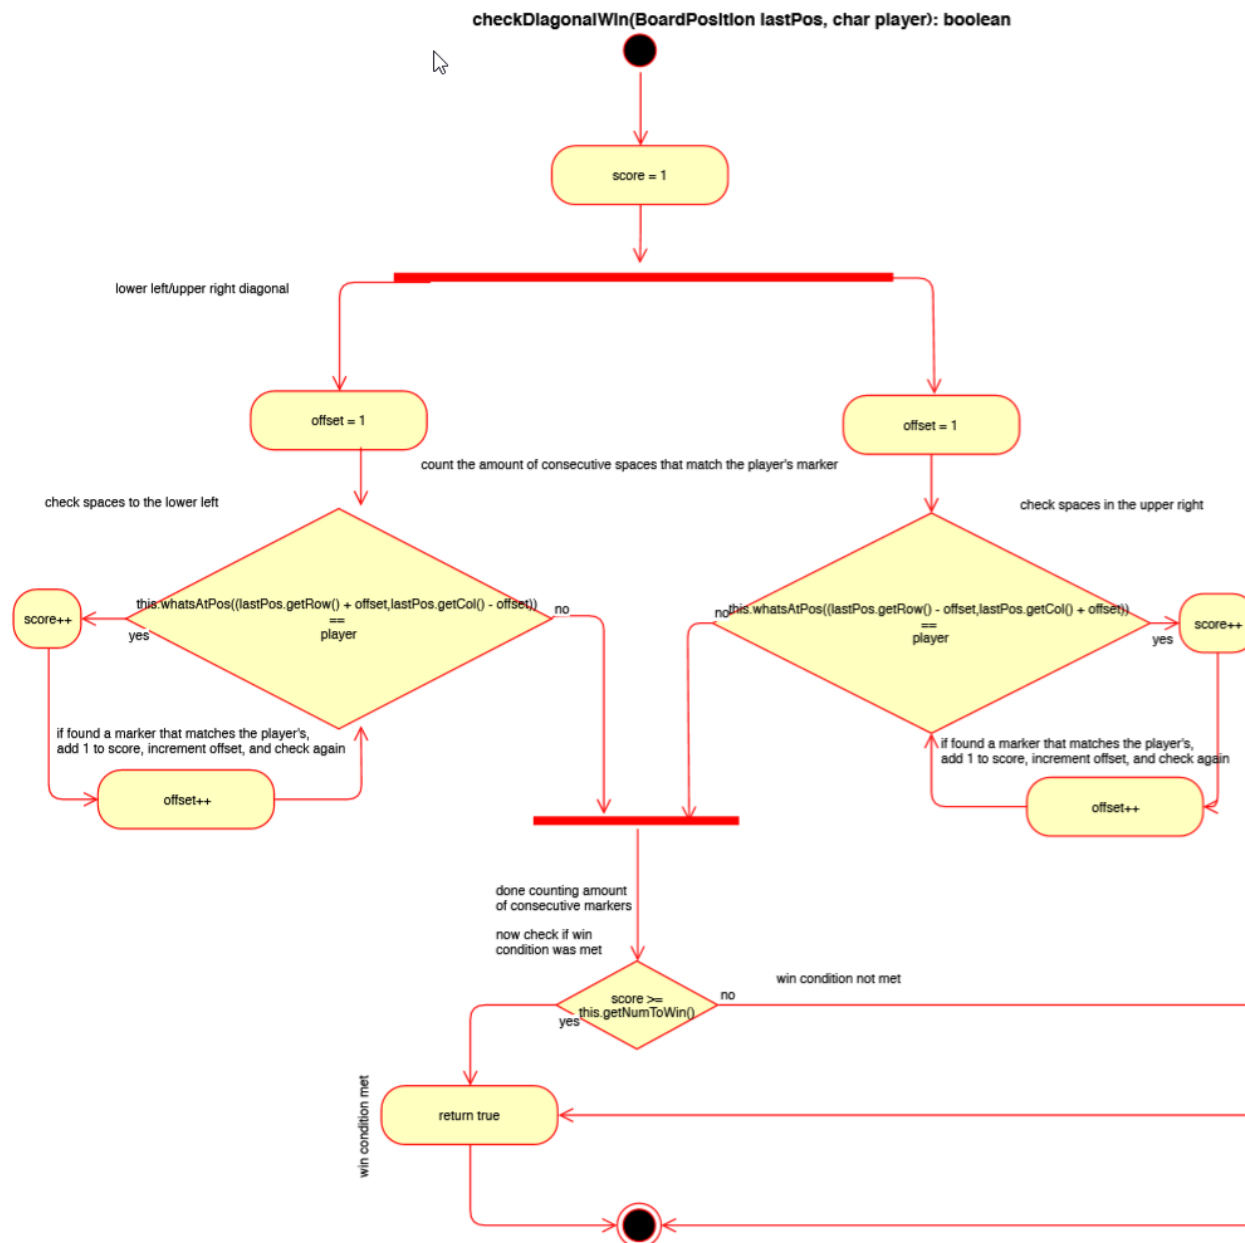 checkDiagonalWin(BoardPosition lastPos, char player): boolean
score = 1
lower left/upper right diagonal
offset = 1
offset = 1
count the amount of consecutive spaces that match the player's marker
check spaces to the lower left
check spaces in the upper right
this.whatsAtPos((lastPos.getRow() + offset,lastPos.getCol() - offset))
==
player
no
yes
score++
no
this.whatsAtPos((lastPos.getRow() - offset,lastPos.getCol() + offset))
==
player
yes
score++
if found a marker that matches the player's,
add 1 to score, increment offset, and check again
offset++
if found a marker that matches the player's,
add 1 to score, increment offset, and check again
offset++
done counting amount
of consecutive markers
now check if win
condition was met
win condition not met
score >=
this.getNumToWin()
no
yes
win condition met
return true